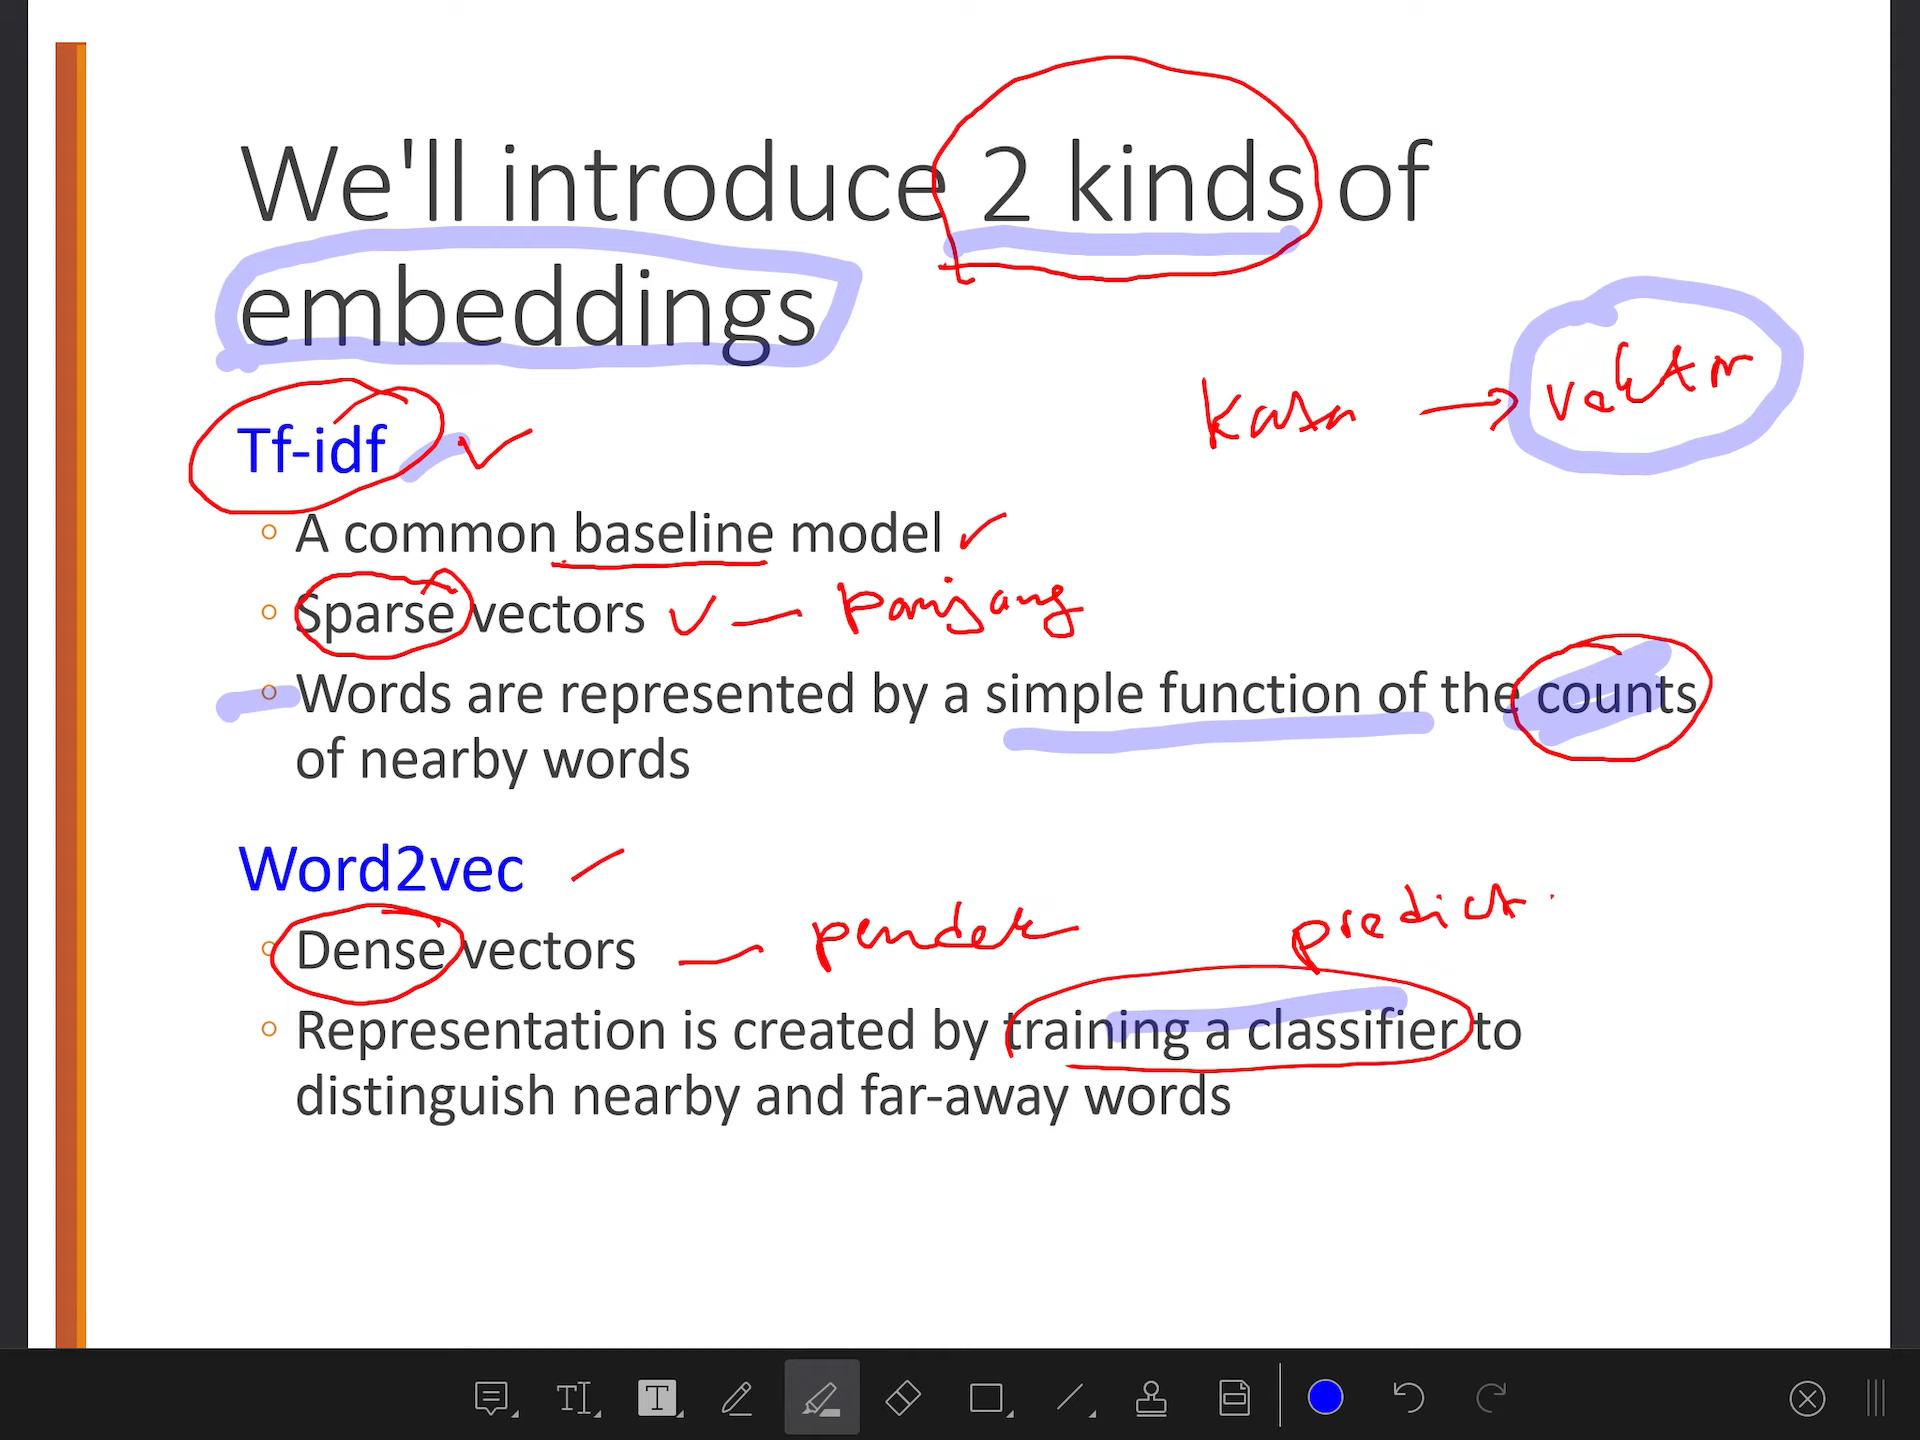 We'll introduce 2 kinds of
embeddings
kata → vektor
Tf-idf
A common baseline model
Sparse vectors — panjang
Words are represented by a simple function of the counts
of nearby words
Word2vec
Dense vectors — pendek
predict
Representation is created by training a classifier to
distinguish nearby and far-away words